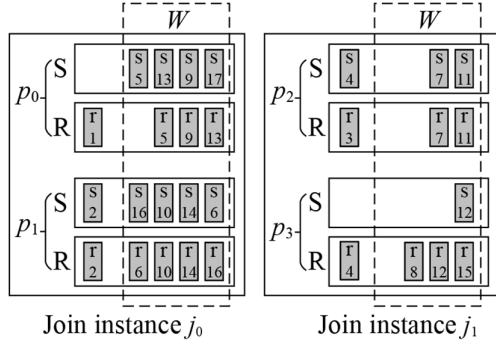 W W
p0 S s 5 s 13 s 9 s 17
R r 1 r 5 r 9 r 13
p1 S s 2 s 16 s 10 s 14 s 6
R r 2 r 6 r 10 r 14 r 16
p2 S s 4 s 7 s 11
R r 3 r 7 r 11
p3 S s 12
R r 4 r 8 r 12 r 15
Join instance j0
Join instance j1